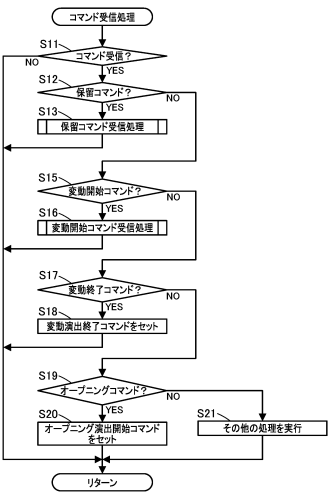 コマンド受信処理
S11
コマンド受信？
NO
YES
S12
保留コマンド？
NO
YES
S13
保留コマンド受信処理
S15
変動開始コマンド？
NO
YES
S16
変動開始コマンド受信処理
S17
変動終了コマンド？
NO
YES
S18
変動演出終了コマンドをセット
S19
オープニングコマンド？
NO
YES
S20
オープニング演出開始コマンド
をセット
S21
その他の処理を実行
リターン